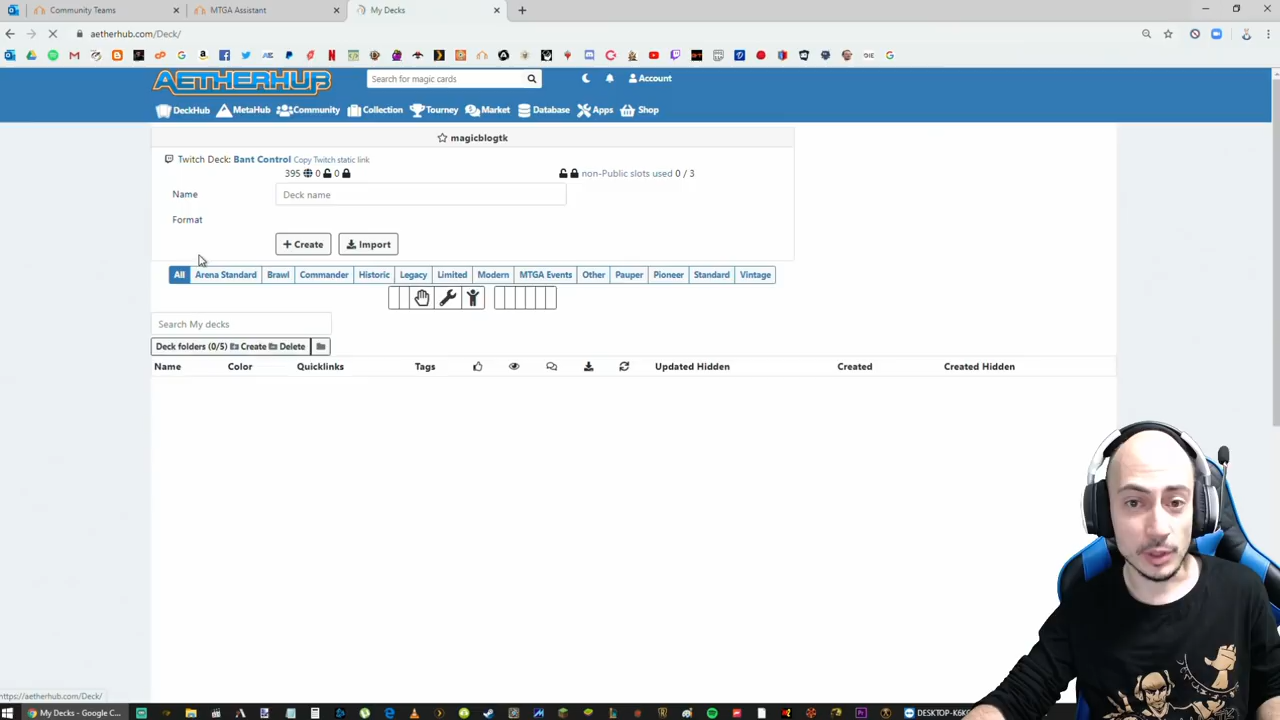 Community Teams
MTGA Assistant
My Decks
aetherhub.com/Deck/
AETHERHUB
Search for magic cards
Account
DeckHub MetaHub Community Collection Tourney Market Database Apps Shop
magicblogtk
Twitch Deck: Bant Control Copy Twitch static link
395 0 0
non-Public slots used 0 / 3
Name
Deck name
Format
+ Create Import
All Arena Standard Brawl Commander Historic Legacy Limited Modern MTGA Events Other Pauper Pioneer Standard Vintage
Search My decks
Deck folders (0/5) Create Delete
Name Color Quicklinks Tags Updated Hidden Created Created Hidden
https://aetherhub.com/Deck/
My Decks - Google C...